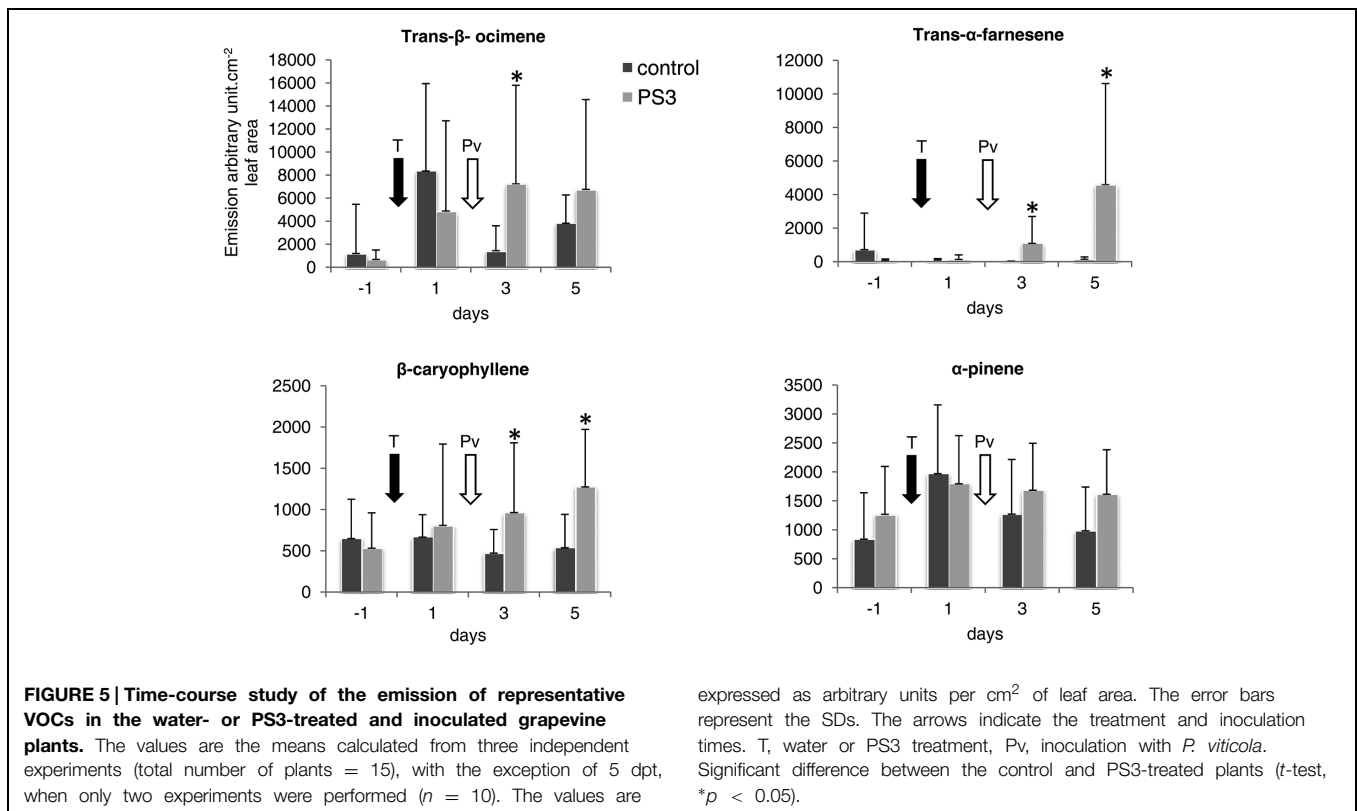 Trans-β- ocimene
Emission arbitrary unit.cm-2
leaf area
18000
16000
14000
12000
10000
8000
6000
4000
2000
0
T
Pv
*
-1 1 3 5
days
control
PS3
Trans-α-farnesene
12000
10000
8000
6000
4000
2000
0
T
Pv
*
*
-1 1 3 5
days
β-caryophyllene
2500
2000
1500
1000
500
0
T
Pv
*
*
-1 1 3 5
days
α-pinene
3500
3000
2500
2000
1500
1000
500
0
T
Pv
-1 1 3 5
days
FIGURE 5 | Time-course study of the emission of representative
VOCs in the water- or PS3-treated and inoculated grapevine
plants. The values are the means calculated from three independent
experiments (total number of plants = 15), with the exception of 5 dpt,
when only two experiments were performed (n = 10). The values are
expressed as arbitrary units per cm2 of leaf area. The error bars
represent the SDs. The arrows indicate the treatment and inoculation
times. T, water or PS3 treatment, Pv, inoculation with P. viticola.
Significant difference between the control and PS3-treated plants (t-test,
*p < 0.05).